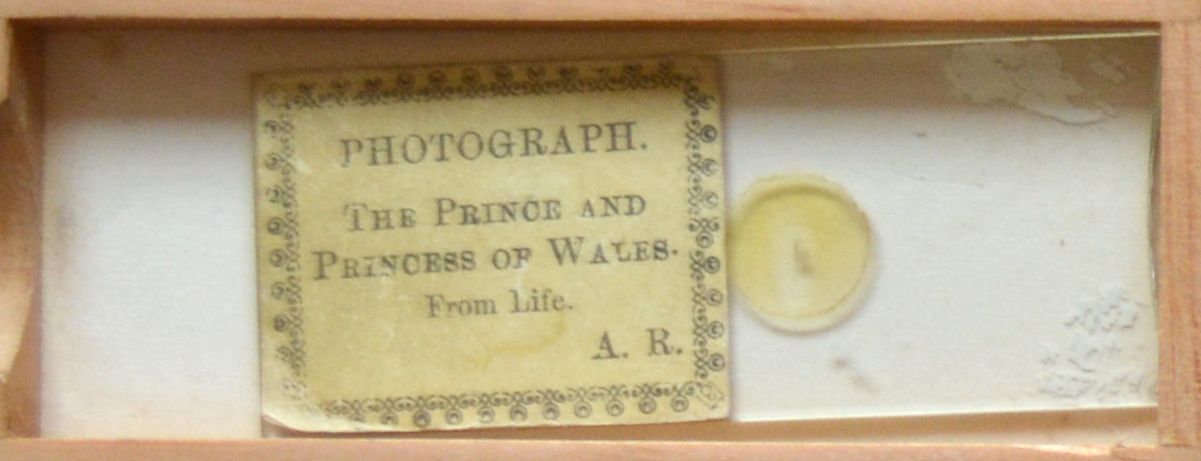 PHOTOGRAPH.
THE PRINCE AND
PRINCESS OF WALES.
From Life.
A. R.